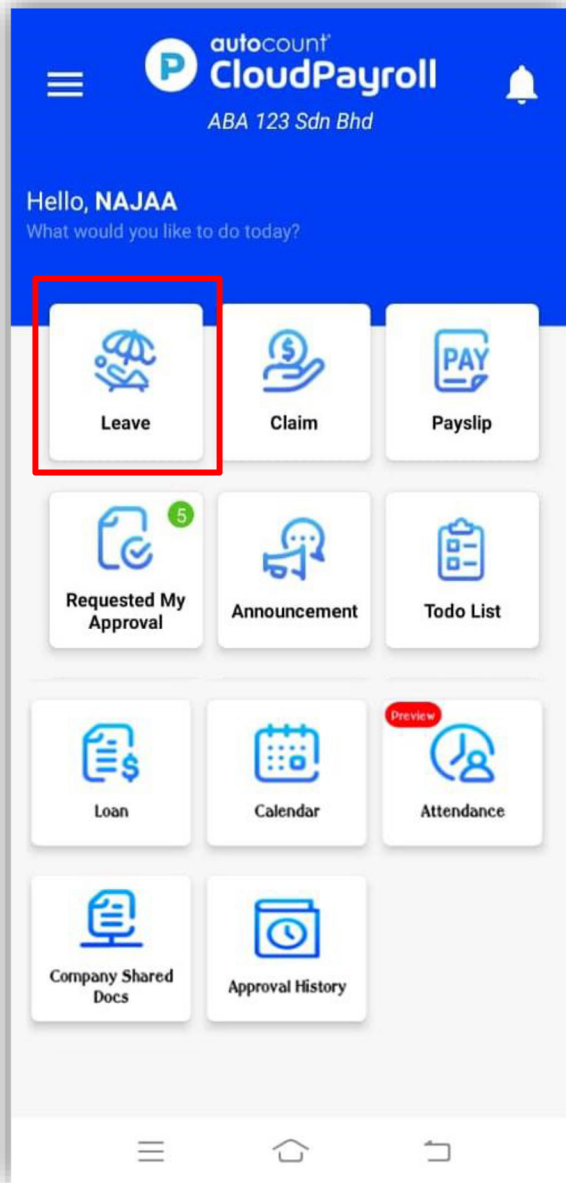 autocount
CloudPayroll
ABA 123 Sdn Bhd
Hello, NAJAA
What would you like to do today?
Leave
Claim
PAY
Payslip
5
Requested My
Approval
Announcement
Todo List
Loan
Calendar
Preview
Attendance
Company Shared
Docs
Approval History